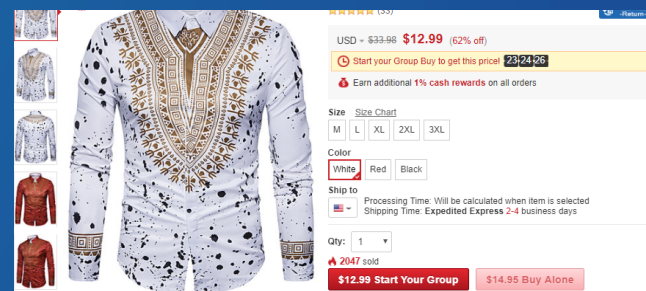 (33)
-Return-
USD $33.98 $12.99 (62% off)
Start your Group Buy to get this price! 23:24:26
Earn additional 1% cash rewards on all orders
Size Size Chart
M L XL 2XL 3XL
Color
White Red Black
Ship to
Processing Time: Will be calculated when item is selected
Shipping Time: Expedited Express 2-4 business days
Qty: 1
2047 sold
$12.99 Start Your Group $14.95 Buy Alone